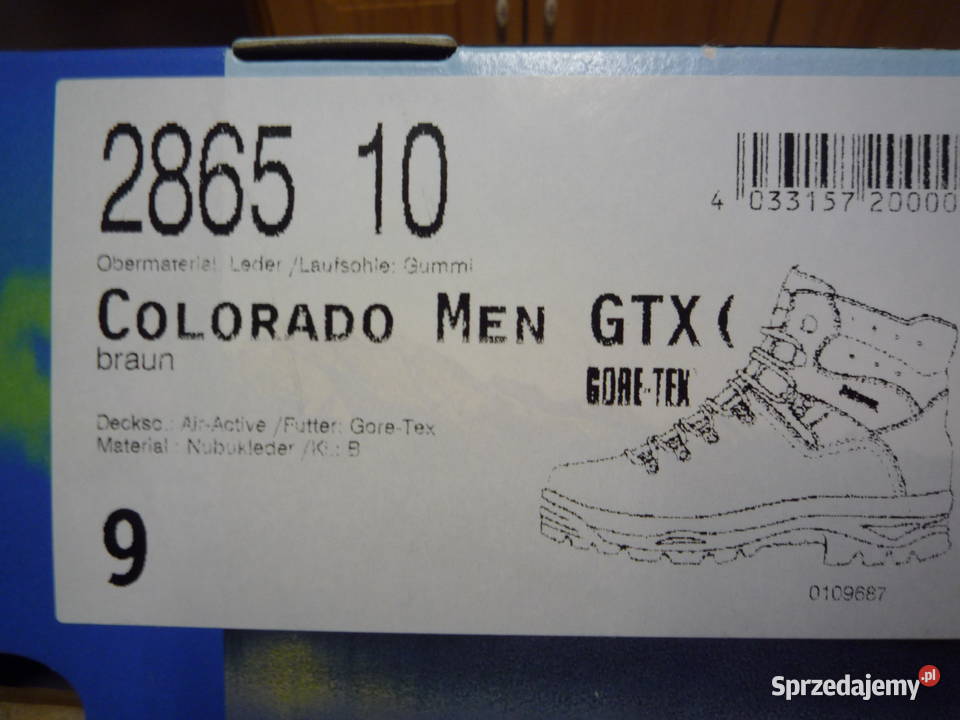 2865 10
4 033157 20000
Obermaterial: Leder /Laufsohle: Gummi
COLORADO MEN GTX (
braun
GORE-TEX
Deckso.: Air-Active /Futter: Gore-Tex
Material : Nubukleder /Kl.: B
9
0109687
Sprzedajemy.pl